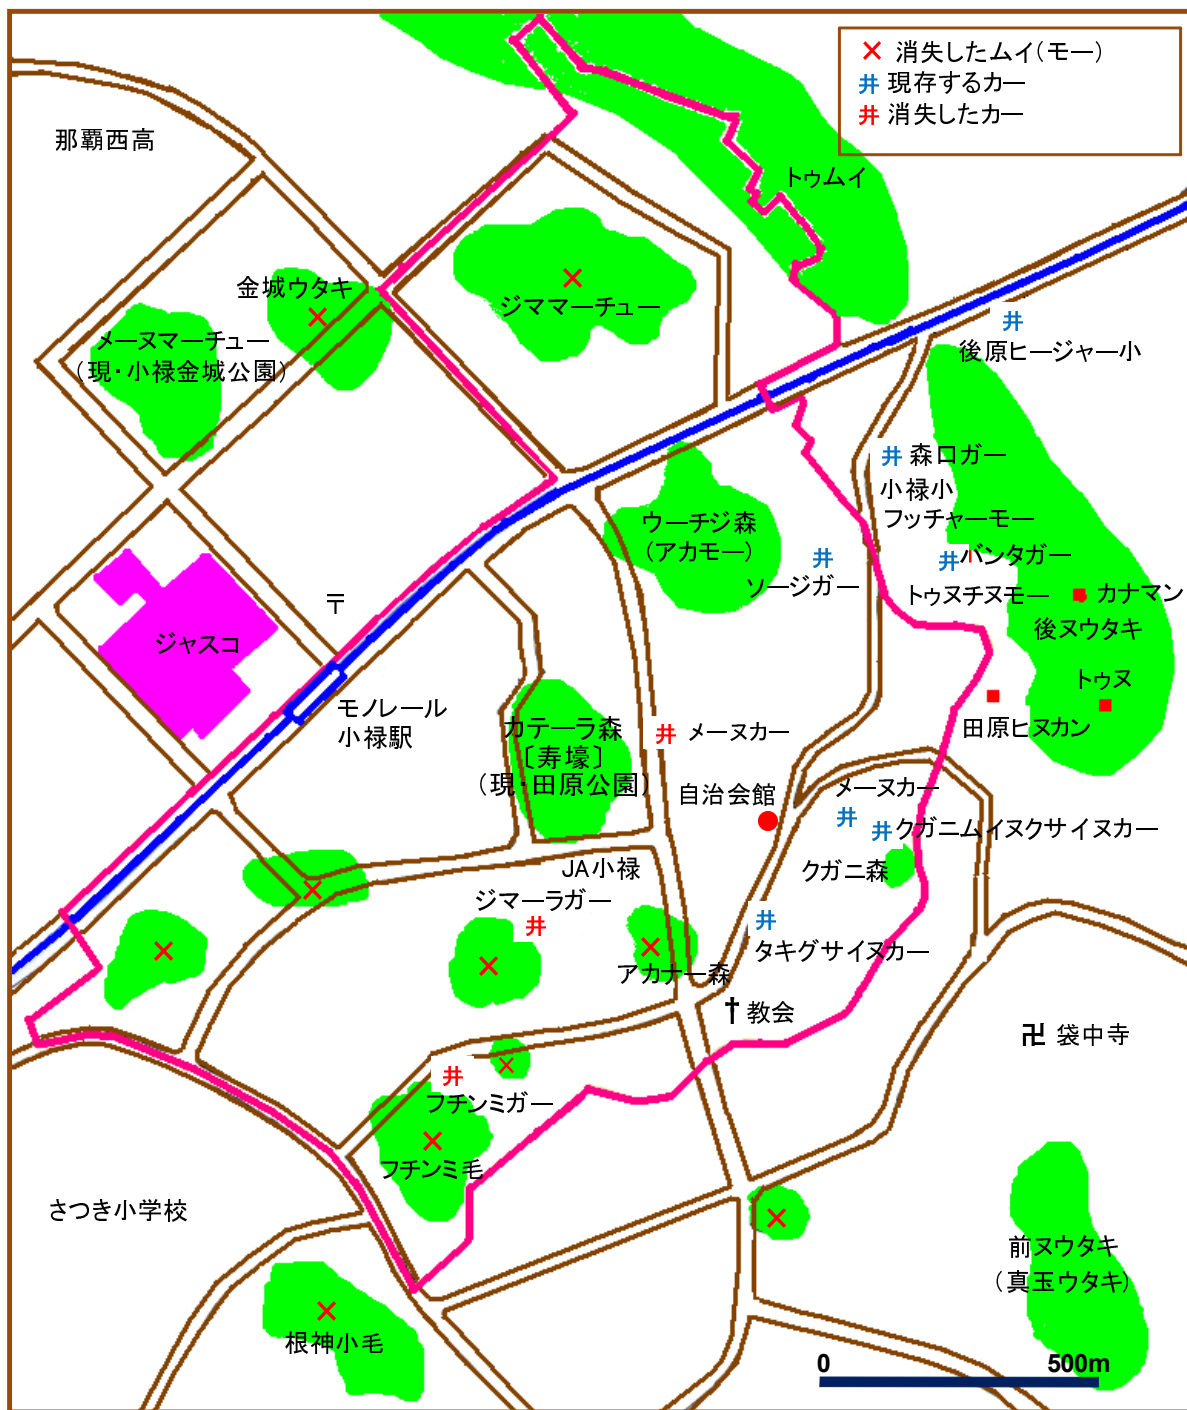 × 消失したムイ(モー)
井 現存するカー
井 消失したカー
那覇西高
トゥムイ
金城ウタキ
ジママーチュー
メーヌマーチュー
(現・小禄金城公園)
後原ヒージャー小
井
井 森口ガー
小禄小
フッチャーモー
ウーチジ森
(アカモー)
井
ソージガー
井 バンタガー
トゥヌチヌモー
カナマン
後ヌウタキ
トゥヌ
田原ヒヌカン
〒
ジャスコ
モノレール
小禄駅
カテーラ森
〔寿壕〕
(現・田原公園)
井 メーヌカー
自治会館
メーヌカー
井
井 クガニムイヌクサイヌカー
クガニ森
JA小禄
ジマーラガー
井
アカナー森
井
タキグサイヌカー
教会
卍 袋中寺
井
フチンミガー
フチンミ毛
さつき小学校
根神小毛
前ヌウタキ
(真玉ウタキ)
0 500m